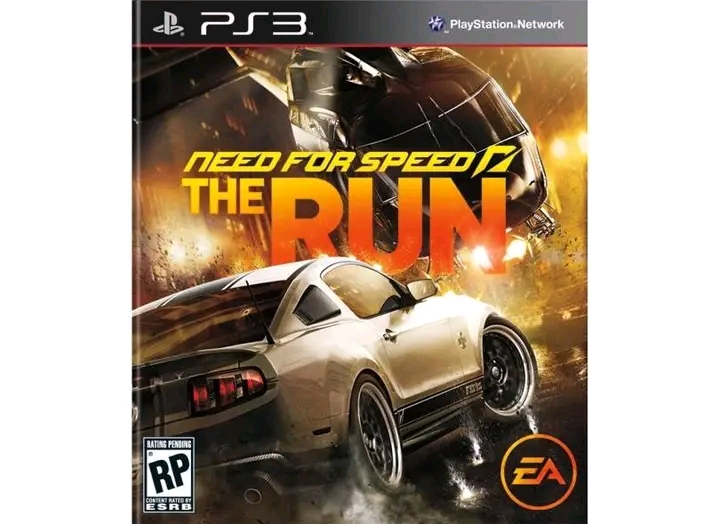 PS3
PlayStation Network
NEED FOR SPEED
THE RUN
RATING PENDING
RP
CONTENT RATED BY
ESRB
EA